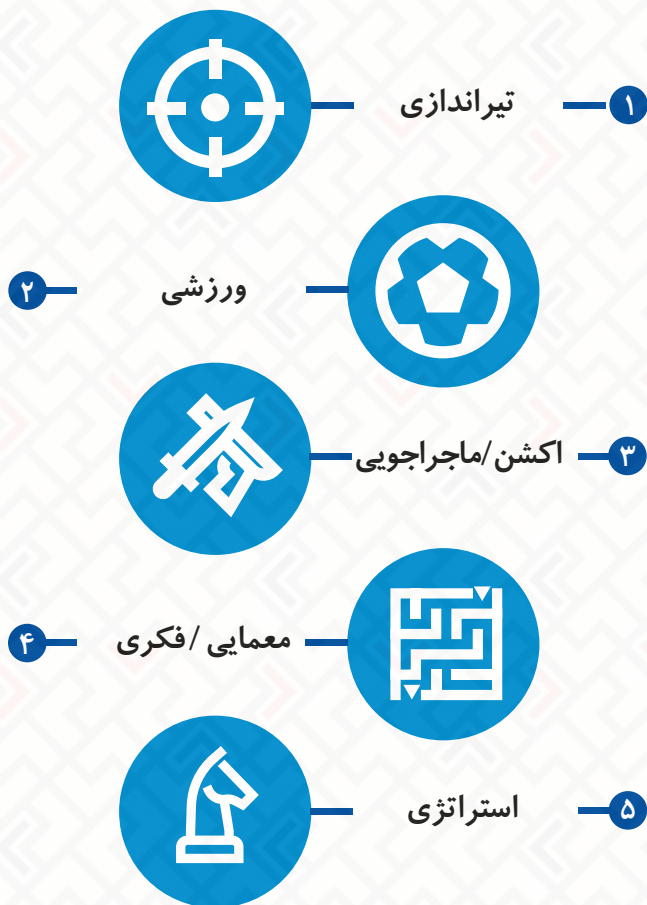 ۱ تیراندازی
ورزشی ۲
۳ اکشن/ماجراجویی
معمایی / فکری ۴
۵ استراتژی